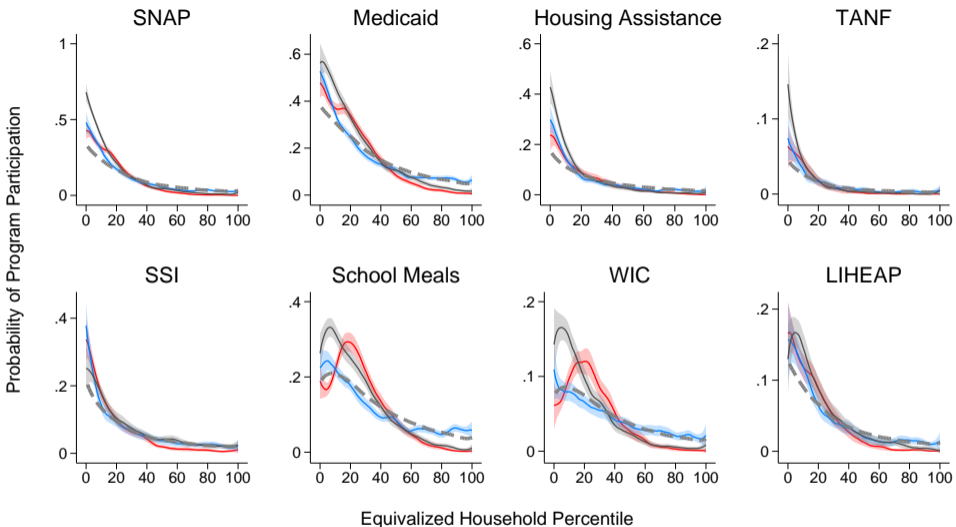 SNAP
Medicaid
Housing Assistance
TANF
1
.5
0
0 20 40 60 80 100
.6
.4
.2
0
0 20 40 60 80 100
.6
.4
.2
0
0 20 40 60 80 100
.2
.1
0
0 20 40 60 80 100
Probability of Program Participation
SSI
School Meals
WIC
LIHEAP
.4
.2
0
0 20 40 60 80 100
.4
.2
0
0 20 40 60 80 100
.2
.1
0
0 20 40 60 80 100
.2
.1
0
0 20 40 60 80 100
Equivalized Household Percentile